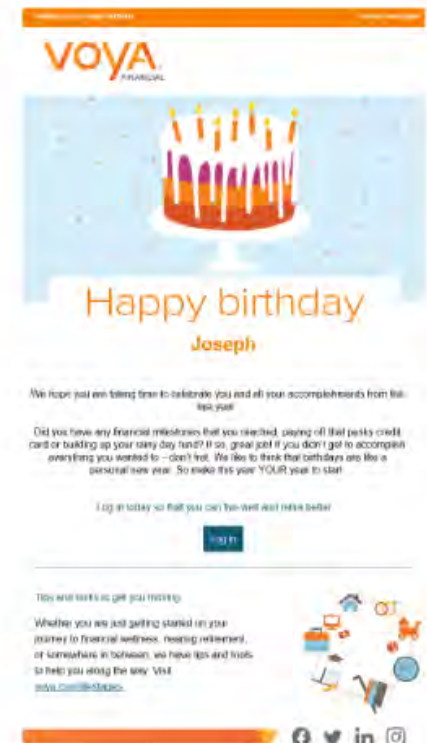 VOYA
FINANCIAL
Happy birthday
Joseph
We hope you are taking time to celebrate you and all your accomplishments from the
last year
Did you have any financial milestones that you reached, paying off that pesky credit
card or building up your rainy day fund? If so, great job! If you didn't get to accomplish
everything you wanted to – don't fret. We like to think that birthdays are like a
personal new year. So make this year YOUR year to start
Log in today so that you can live well and retire better
Log in
Tips and tools to get you moving
Whether you are just getting started on your
journey to financial wellness, nearing retirement,
or somewhere in between, we have tips and tools
to help you along the way. Visit
voya.com/lifestages